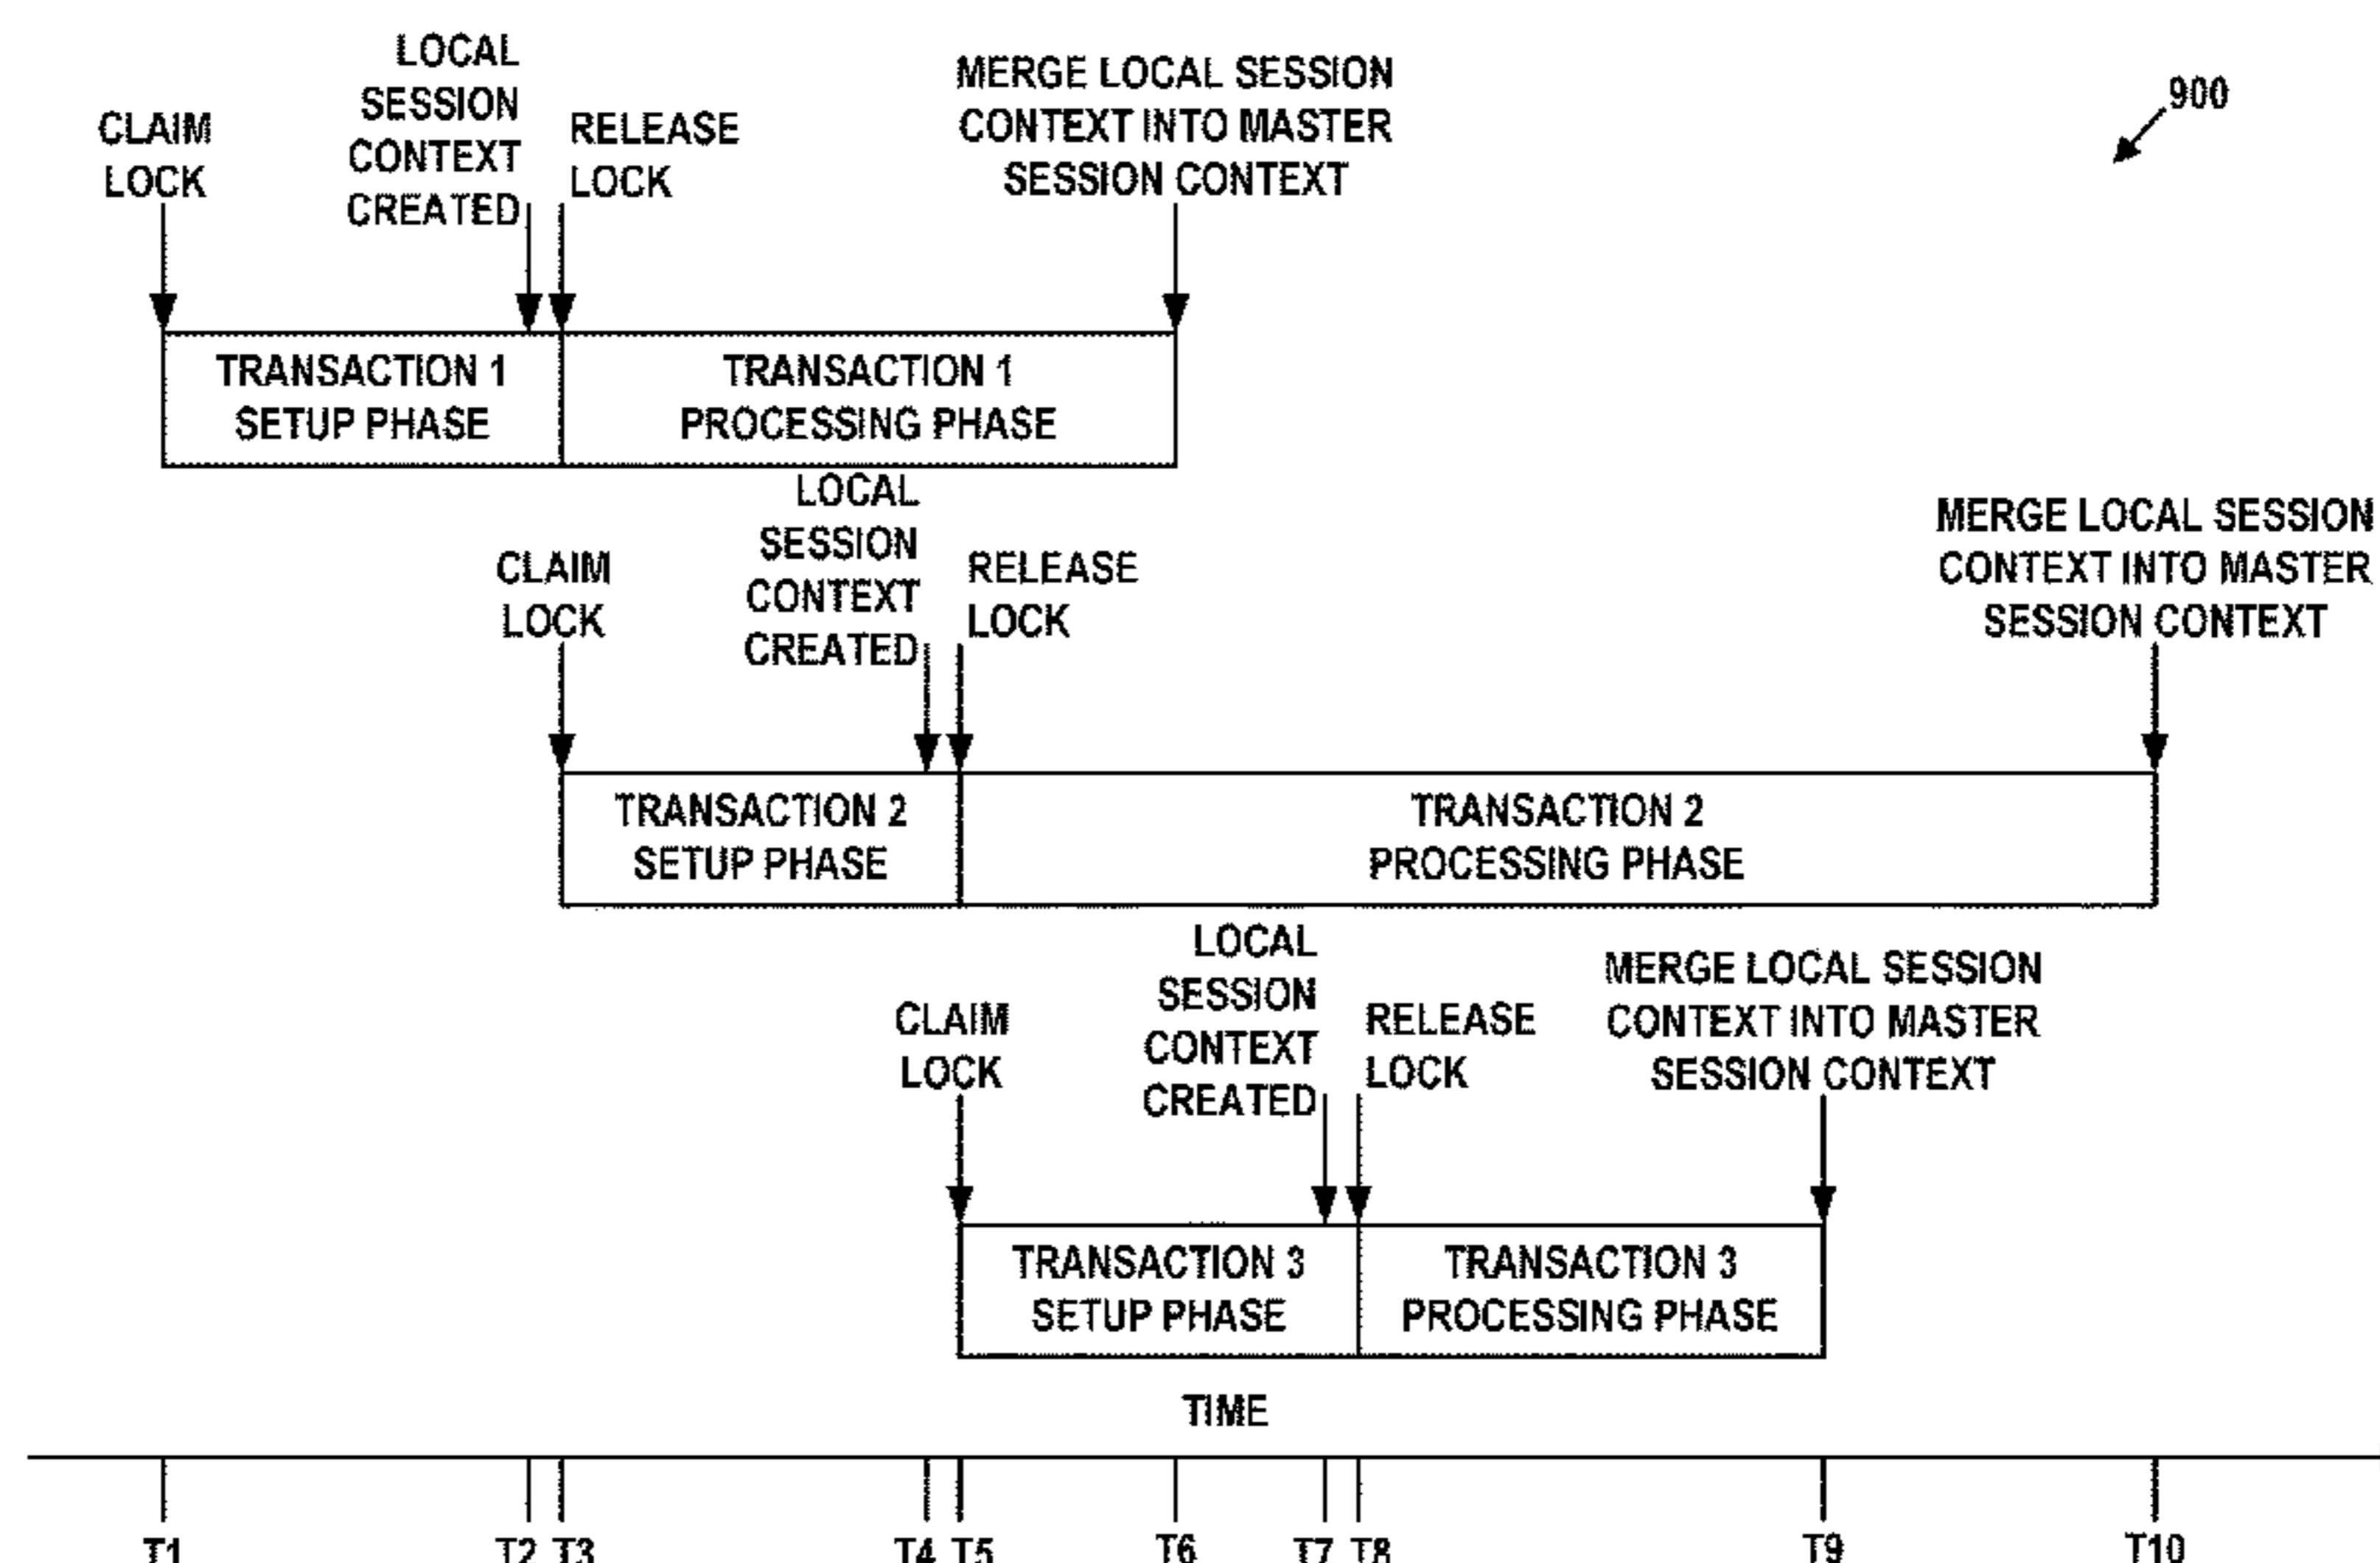 LOCAL
SESSION
CONTEXT
CREATED
CLAIM
LOCK
RELEASE
LOCK
MERGE LOCAL SESSION
CONTEXT INTO MASTER
SESSION CONTEXT
900
TRANSACTION 1
SETUP PHASE
TRANSACTION 1
PROCESSING PHASE
LOCAL
SESSION
CONTEXT
CREATED
CLAIM
LOCK
RELEASE
LOCK
MERGE LOCAL SESSION
CONTEXT INTO MASTER
SESSION CONTEXT
TRANSACTION 2
SETUP PHASE
TRANSACTION 2
PROCESSING PHASE
LOCAL
SESSION
CONTEXT
CREATED
CLAIM
LOCK
RELEASE
LOCK
MERGE LOCAL SESSION
CONTEXT INTO MASTER
SESSION CONTEXT
TRANSACTION 3
SETUP PHASE
TRANSACTION 3
PROCESSING PHASE
TIME
T1 T2 T3 T4 T5 T6 T7 T8 T9 T10